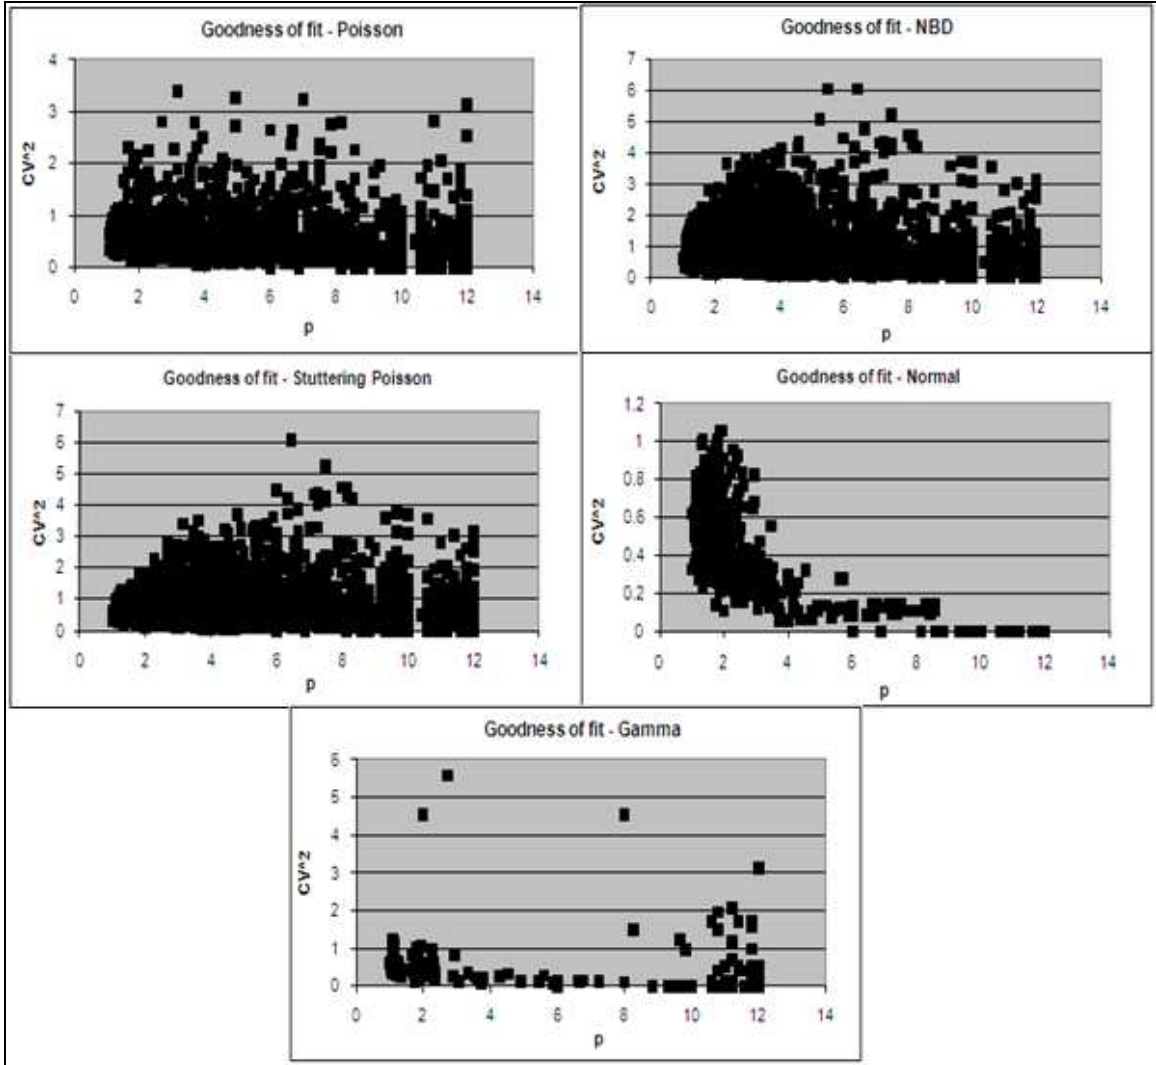 Goodness of fit - Poisson
CV^2
4
3
2
1
0
0 2 4 6 8 10 12 14
p
Goodness of fit - NBD
CV^2
7
6
5
4
3
2
1
0
0 2 4 6 8 10 12 14
p
Goodness of fit - Stuttering Poisson
CV^2
7
6
5
4
3
2
1
0
0 2 4 6 8 10 12 14
p
Goodness of fit - Normal
CV^2
1.2
1
0.8
0.6
0.4
0.2
0
0 2 4 6 8 10 12 14
p
Goodness of fit - Gamma
CV^2
6
5
4
3
2
1
0
0 2 4 6 8 10 12 14
p